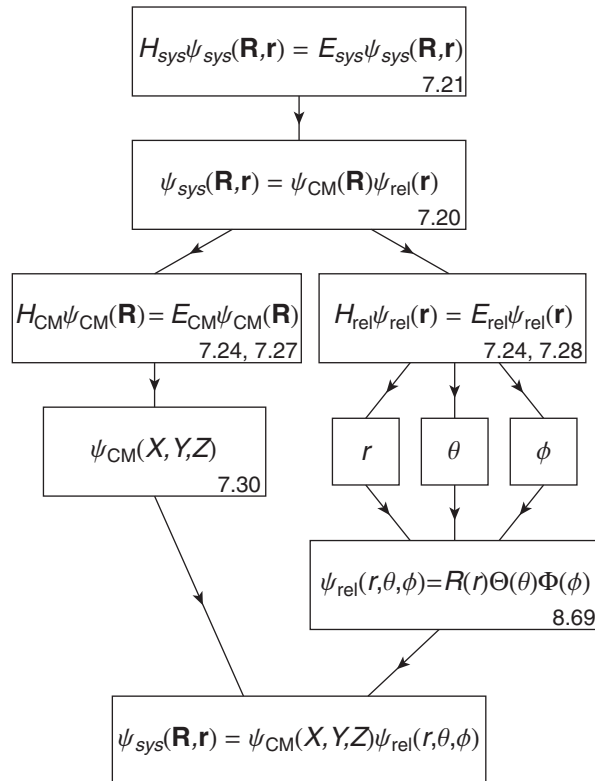 H_sys ψ_sys(R,r) = E_sys ψ_sys(R,r)
7.21
ψ_sys(R,r) = ψ_CM(R)ψ_rel(r)
7.20
H_CM ψ_CM(R) = E_CM ψ_CM(R)
7.24, 7.27
H_rel ψ_rel(r) = E_rel ψ_rel(r)
7.24, 7.28
ψ_CM(X,Y,Z)
7.30
r
θ
ϕ
ψ_rel(r,θ,ϕ)=R(r)Θ(θ)Φ(ϕ)
8.69
ψ_sys(R,r) = ψ_CM(X,Y,Z)ψ_rel(r,θ,ϕ)